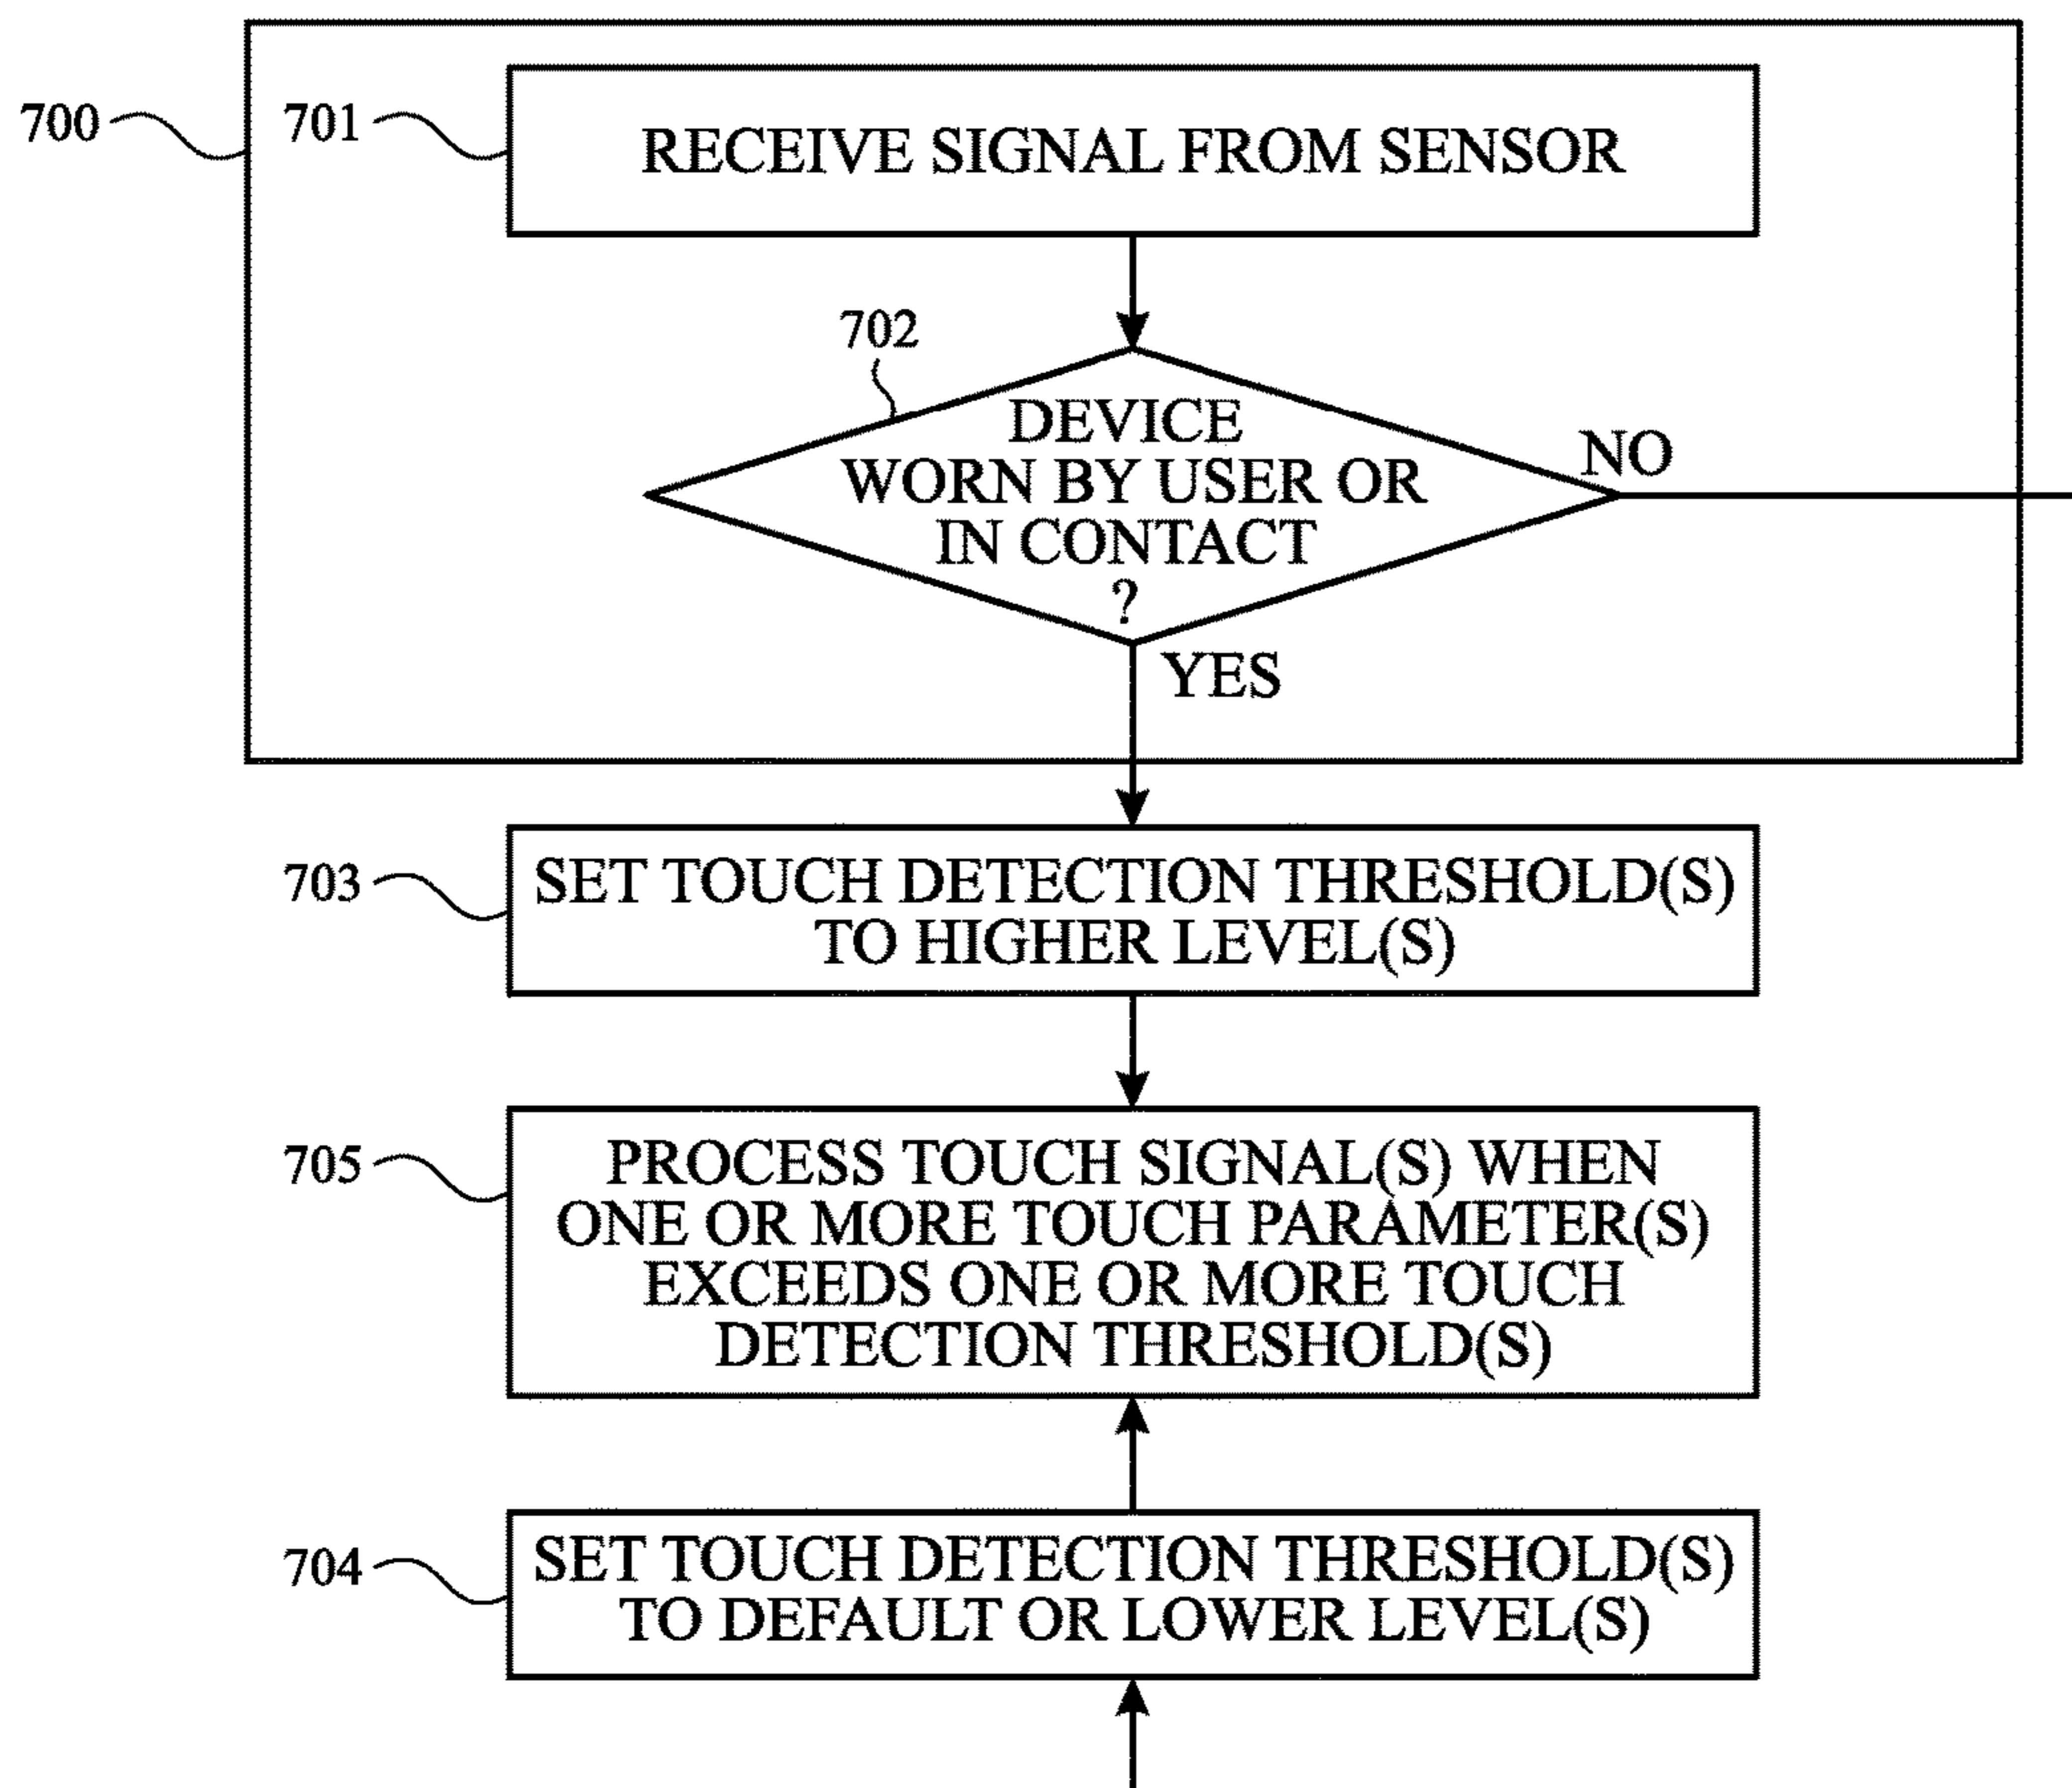 700
701
RECEIVE SIGNAL FROM SENSOR
702
DEVICE
WORN BY USER OR
IN CONTACT
?
NO
YES
703
SET TOUCH DETECTION THRESHOLD(S)
TO HIGHER LEVEL(S)
705
PROCESS TOUCH SIGNAL(S) WHEN
ONE OR MORE TOUCH PARAMETER(S)
EXCEEDS ONE OR MORE TOUCH
DETECTION THRESHOLD(S)
704
SET TOUCH DETECTION THRESHOLD(S)
TO DEFAULT OR LOWER LEVEL(S)